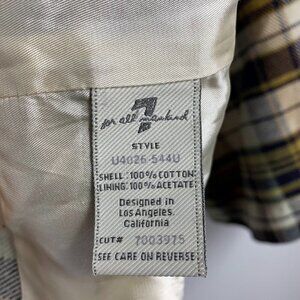 7
for all mankind
STYLE
U4026-544U
SHELL: 100% COTTON
LINING: 100% ACETATE
Designed in
Los Angeles,
California
CUT# 7003975
SEE CARE ON REVERSE